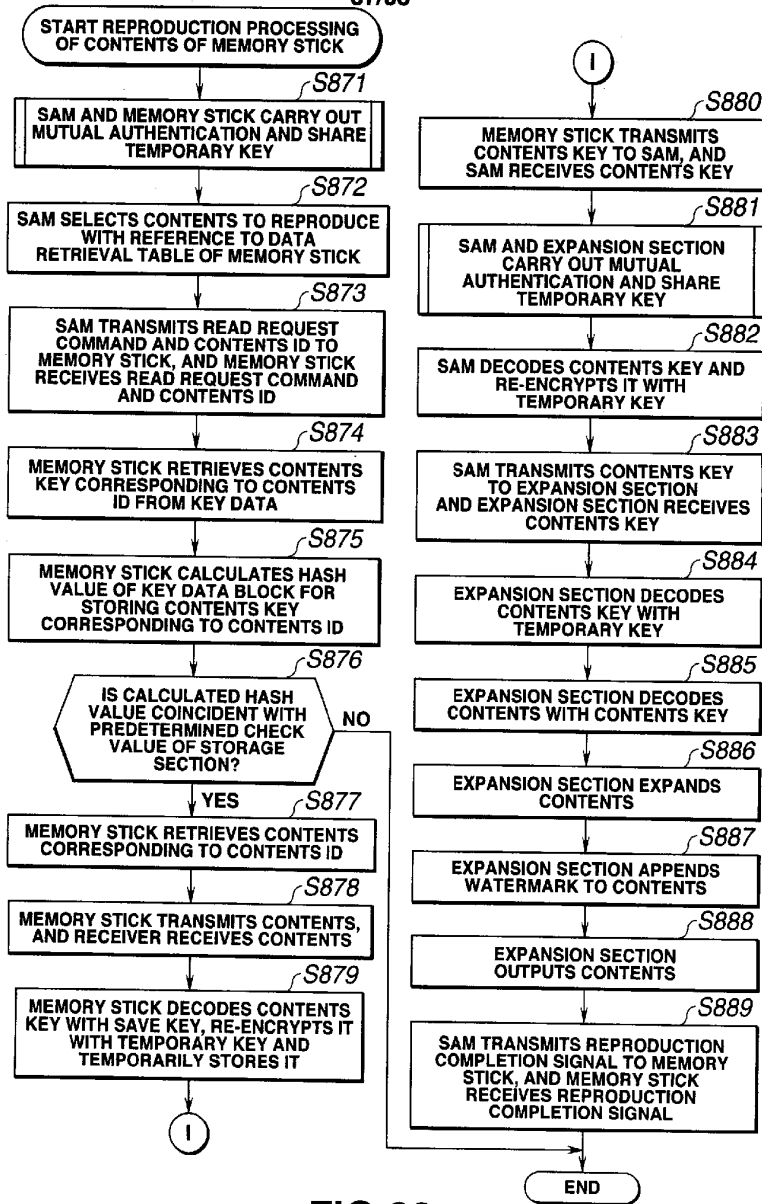 START REPRODUCTION PROCESSING
OF CONTENTS OF MEMORY STICK
S871
SAM AND MEMORY STICK CARRY OUT
MUTUAL AUTHENTICATION AND SHARE
TEMPORARY KEY
S872
SAM SELECTS CONTENTS TO REPRODUCE
WITH REFERENCE TO DATA
RETRIEVAL TABLE OF MEMORY STICK
S873
SAM TRANSMITS READ REQUEST
COMMAND AND CONTENTS ID TO
MEMORY STICK, AND MEMORY STICK
RECEIVES READ REQUEST COMMAND
AND CONTENTS ID
S874
MEMORY STICK RETRIEVES CONTENTS
KEY CORRESPONDING TO CONTENTS
ID FROM KEY DATA
S875
MEMORY STICK CALCULATES HASH
VALUE OF KEY DATA BLOCK FOR
STORING CONTENTS KEY
CORRESPONDING TO CONTENTS ID
S876
IS CALCULATED HASH
VALUE COINCIDENT WITH
PREDETERMINED CHECK
VALUE OF STORAGE
SECTION?
NO
YES
S877
MEMORY STICK RETRIEVES CONTENTS
CORRESPONDING TO CONTENTS ID
S878
MEMORY STICK TRANSMITS CONTENTS,
AND RECEIVER RECEIVES CONTENTS
S879
MEMORY STICK DECODES CONTENTS
KEY WITH SAVE KEY, RE-ENCRYPTS IT
WITH TEMPORARY KEY AND
TEMPORARILY STORES IT
I
I
S880
MEMORY STICK TRANSMITS
CONTENTS KEY TO SAM, AND
SAM RECEIVES CONTENTS KEY
S881
SAM AND EXPANSION SECTION
CARRY OUT MUTUAL
AUTHENTICATION AND SHARE
TEMPORARY KEY
S882
SAM DECODES CONTENTS KEY AND
RE-ENCRYPTS IT WITH
TEMPORARY KEY
S883
SAM TRANSMITS CONTENTS KEY
TO EXPANSION SECTION
AND EXPANSION SECTION RECEIVES
CONTENTS KEY
S884
EXPANSION SECTION DECODES
CONTENTS KEY WITH
TEMPORARY KEY
S885
EXPANSION SECTION DECODES
CONTENTS WITH CONTENTS KEY
S886
EXPANSION SECTION EXPANDS
CONTENTS
S887
EXPANSION SECTION APPENDS
WATERMARK TO CONTENTS
S888
EXPANSION SECTION
OUTPUTS CONTENTS
S889
SAM TRANSMITS REPRODUCTION
COMPLETION SIGNAL TO MEMORY
STICK, AND MEMORY STICK
RECEIVES REPRODUCTION
COMPLETION SIGNAL
END